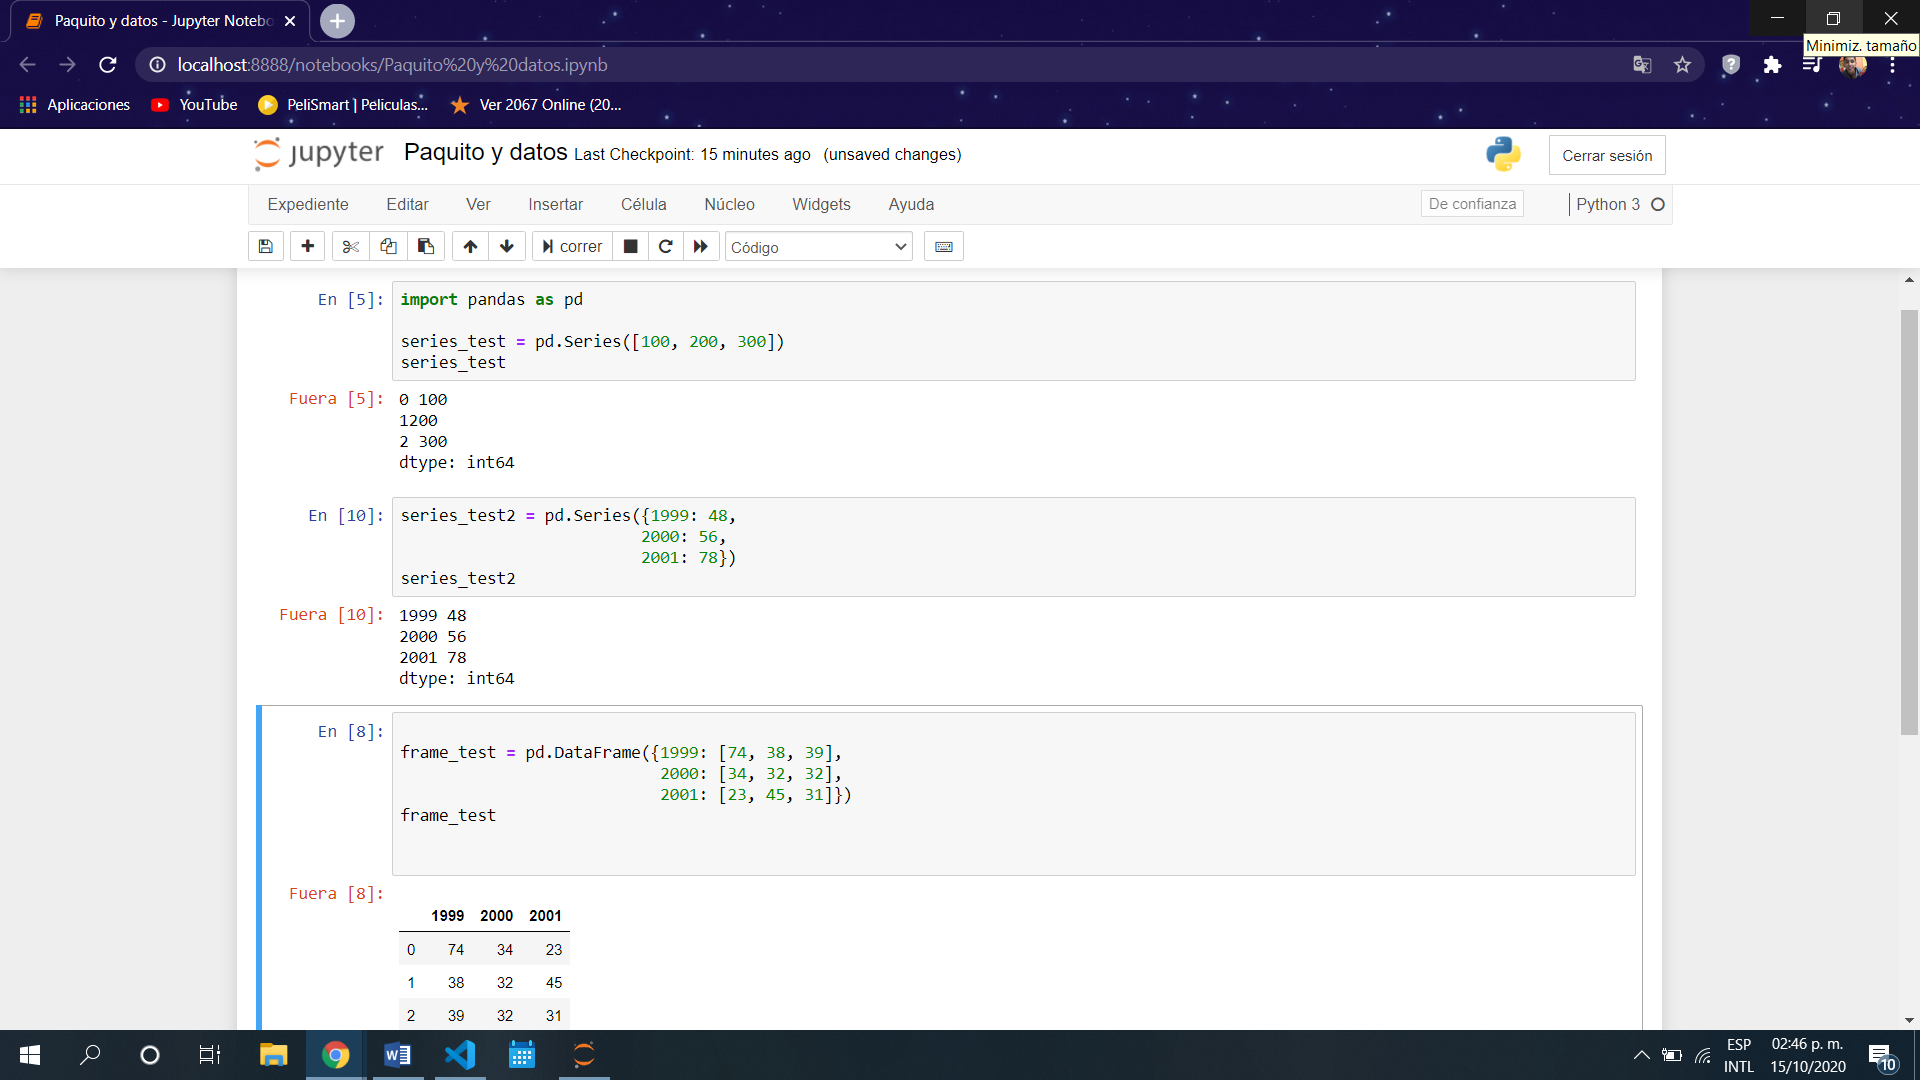 Paquito y datos - Jupyter Notebo
Minimiz. tamaño
localhost:8888/notebooks/Paquito%20y%20datos.ipynb
Aplicaciones YouTube PeliSmart | Peliculas... Ver 2067 Online (20...
jupyter Paquito y datos Last Checkpoint: 15 minutes ago (unsaved changes) Cerrar sesión
Expediente Editar Ver Insertar Célula Núcleo Widgets Ayuda De confianza Python 3
correr Código
En [5]: import pandas as pd
series_test = pd.Series([100, 200, 300])
series_test
Fuera [5]: 0 100
1200
2 300
dtype: int64
En [10]: series_test2 = pd.Series({1999: 48,
2000: 56,
2001: 78})
series_test2
Fuera [10]: 1999 48
2000 56
2001 78
dtype: int64
En [8]:
frame_test = pd.DataFrame({1999: [74, 38, 39],
2000: [34, 32, 32],
2001: [23, 45, 31]})
frame_test
Fuera [8]:
1999 2000 2001
0 74 34 23
1 38 32 45
2 39 32 31
ESP 02:46 p. m.
INTL 15/10/2020 10